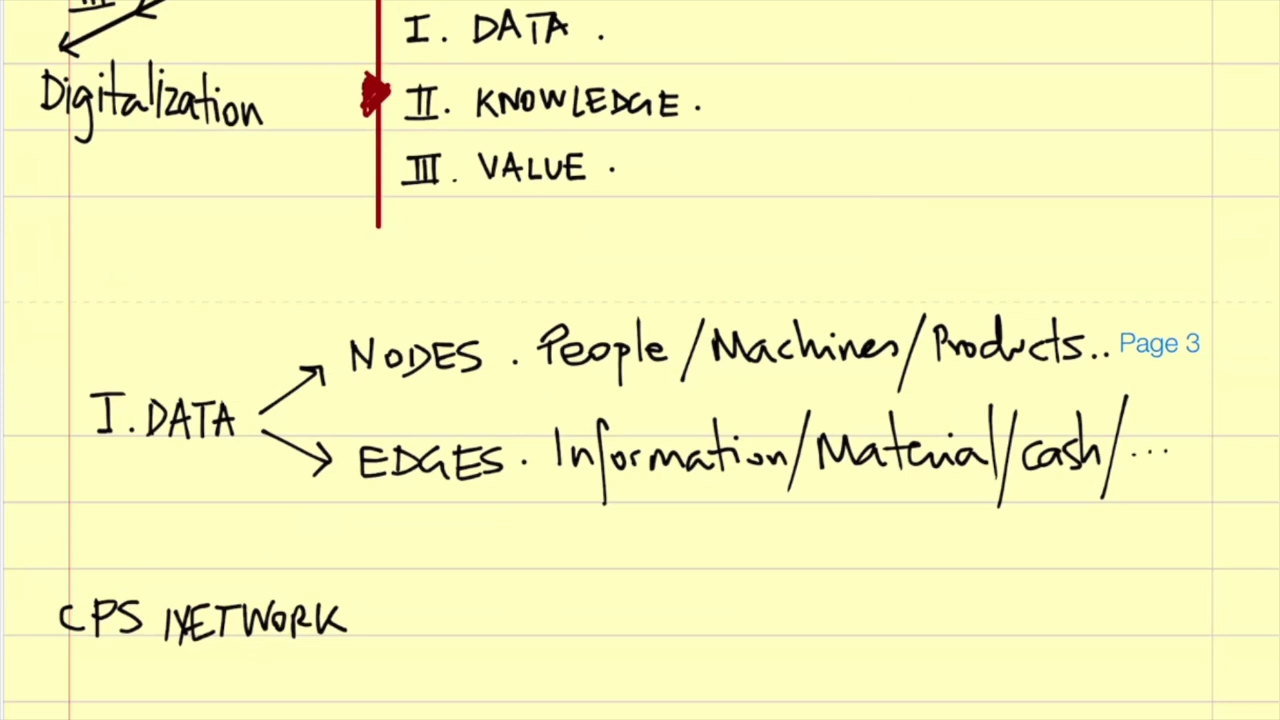 III
I. DATA .
Digitalization
II. KNOWLEDGE .
III. VALUE .
NODES . People/Machines/Products.. Page 3
I. DATA
EDGES . Information/Material/cash/...
CPS NETWORK